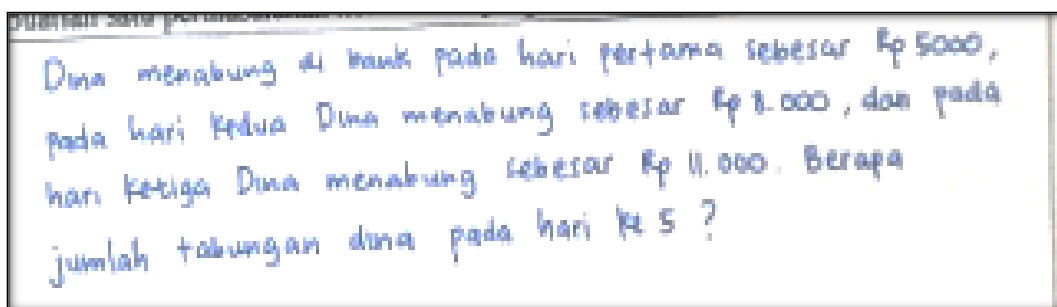 Dina menabung di bank pada hari pertama sebesar Rp 5000,
pada hari kedua Dina menabung sebesar Rp 8.000, dan pada
hari ketiga Dina menabung sebesar Rp 11.000. Berapa
jumlah tabungan dina pada hari ke 5 ?